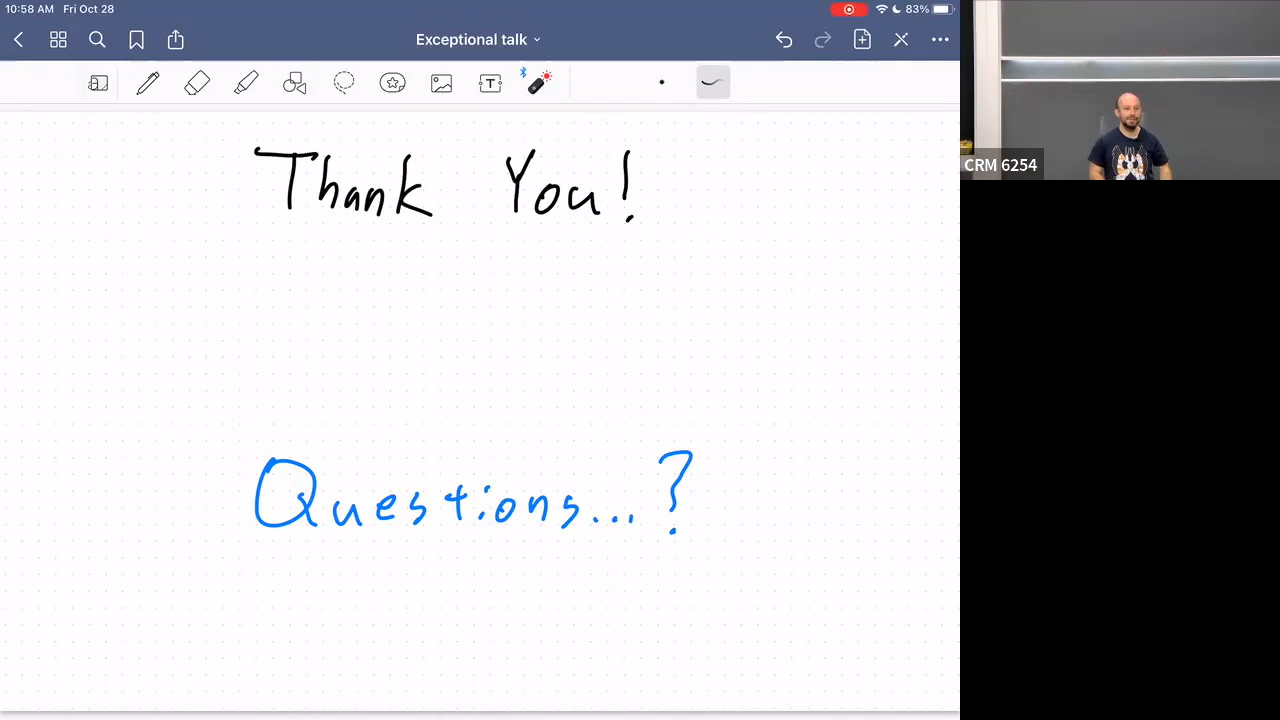 10:58 AM Fri Oct 28
83%
Exceptional talk
T
CRM 6254
Thank You!
Questions...?